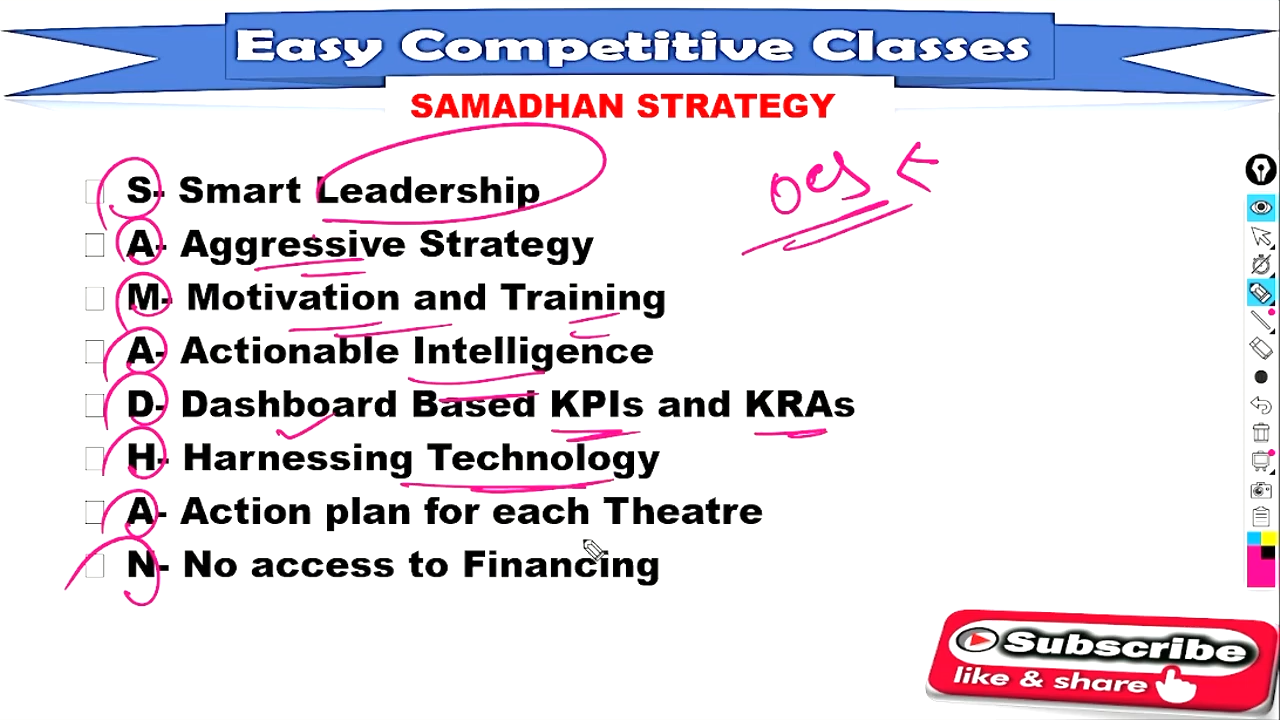 Easy Competitive Classes
SAMADHAN STRATEGY
S- Smart Leadership
A- Aggressive Strategy
M- Motivation and Training
A- Actionable Intelligence
D- Dashboard Based KPIs and KRAs
H- Harnessing Technology
A- Action plan for each Theatre
N- No access to Financing
Subscribe
like & share